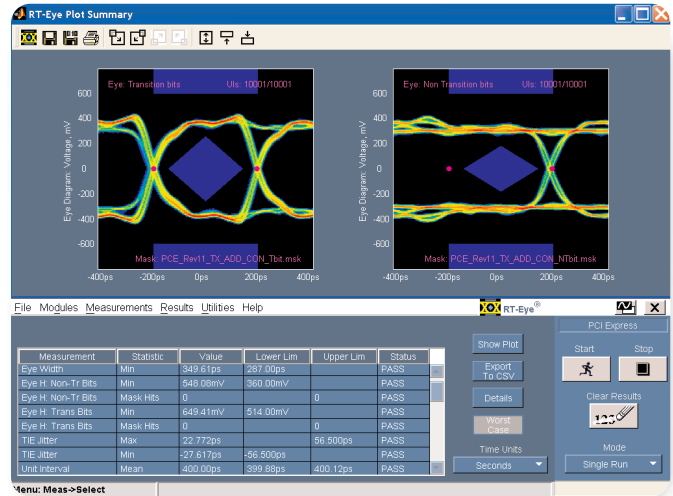 RT-Eye Plot Summary
Eye: Transition bits UIs: 10001/10001
600
400
200
0
-200
-400
-600
Eye Diagram: Voltage, mV
Mask: PCE_Rev11_TX_ADD_CON_Tbit.msk
-400ps -200ps 0ps 200ps 400ps
Eye: Non Transition bits UIs: 10001/10001
600
400
200
0
-200
-400
-600
Eye Diagram: Voltage, mV
Mask: PCE_Rev11_TX_ADD_CON_NTbit.msk
-400ps -200ps 0ps 200ps 400ps
File Modules Measurements Results Utilities Help RT-Eye®
PCI Express
Measurement Statistic Value Lower Lim Upper Lim Status
Eye Width Min 349.61ps 287.00ps PASS
Eye H: Non-Tr Bits Min 548.08mV 360.00mV PASS
Eye H: Non-Tr Bits Mask Hits 0 0 PASS
Eye H: Trans Bits Min 649.41mV 514.00mV PASS
Eye H: Trans Bits Mask Hits 0 0 PASS
TIE Jitter Max 22.772ps 56.500ps PASS
TIE Jitter Min -27.617ps -56.500ps PASS
Unit Interval Mean 400.00ps 399.88ps 400.12ps PASS
Show Plot
Export
To CSV
Details
Worst
Case
Time Units
Seconds
Start Stop
Clear Results
123
Mode
Single Run
Menu: Meas->Select